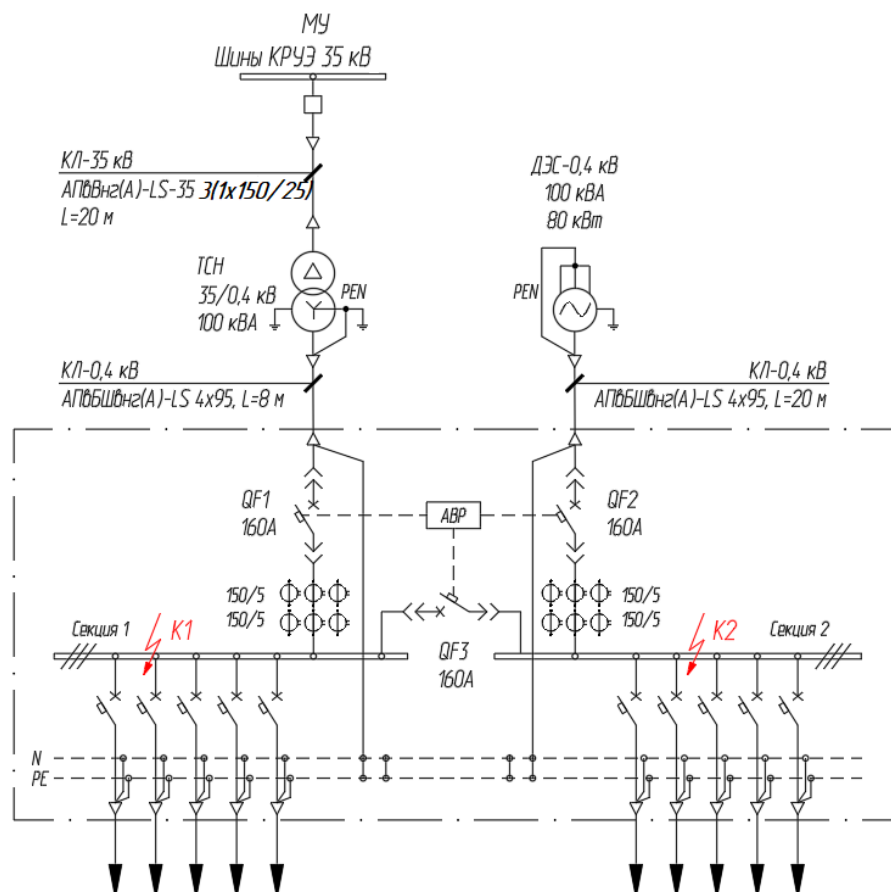 МУ
Шины КРУЭ 35 кВ
КЛ-35 кВ
АПвВнг(А)-LS-35 3(1х150/25)
L=20 м
ДЭС-0,4 кВ
100 кВА
80 кВт
ТСН
35/0,4 кВ
100 кВА
PEN
PEN
КЛ-0,4 кВ
АПвБШвнг(А)-LS 4х95, L=8 м
КЛ-0,4 кВ
АПвБШвнг(А)-LS 4х95, L=20 м
QF1
160А
АВР
QF2
160А
150/5
150/5
150/5
150/5
Секция 1
К1
QF3
160А
К2
Секция 2
N
PE